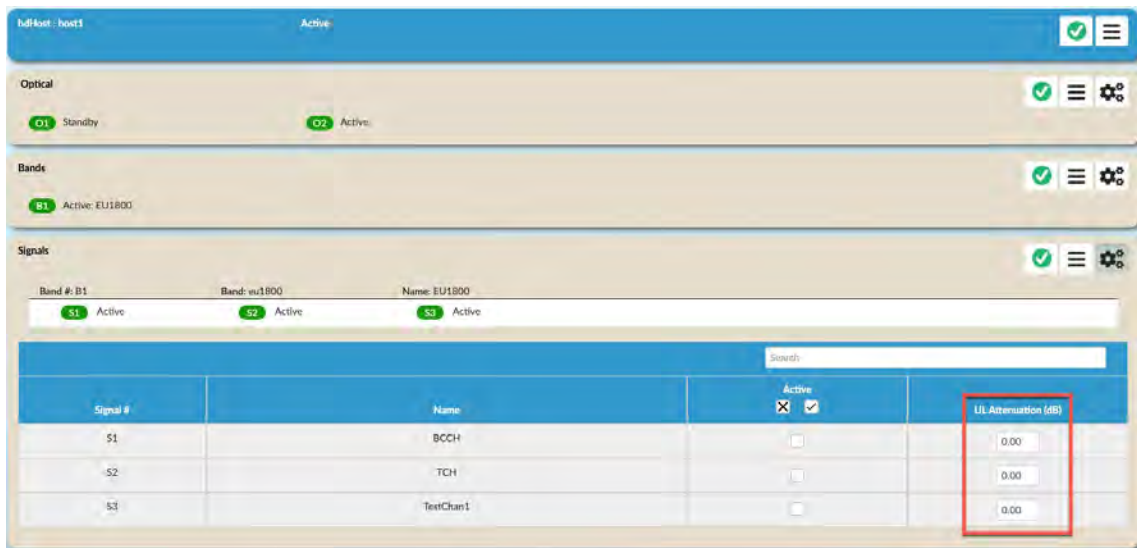 hdHost : host1 Active
Optical
O1 Standby O2 Active
Bands
B1 Active: EU1800
Signals
Band #: B1 Band: eu1800 Name: EU1800
S1 Active S2 Active S3 Active
Search
Signal # Name Active UL Attenuation (dB)
S1 BCCH 0.00
S2 TCH 0.00
S3 TestChan1 0.00